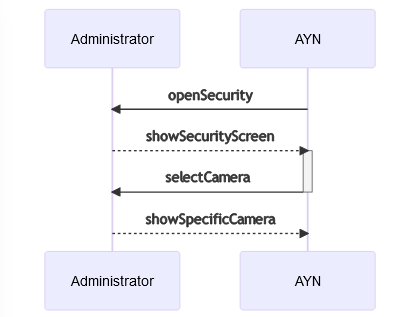 Administrator AYN
openSecurity
showSecurityScreen
selectCamera
showSpecificCamera
Administrator AYN